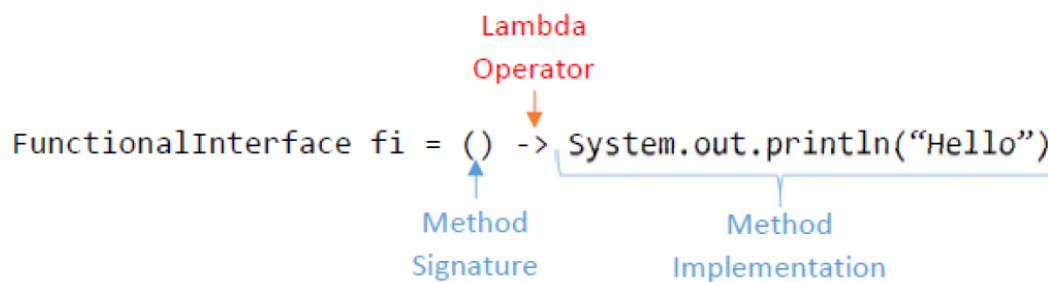 Lambda
Operator
FunctionalInterface fi = () -> System.out.println(“Hello”)
Method
Signature
Method
Implementation